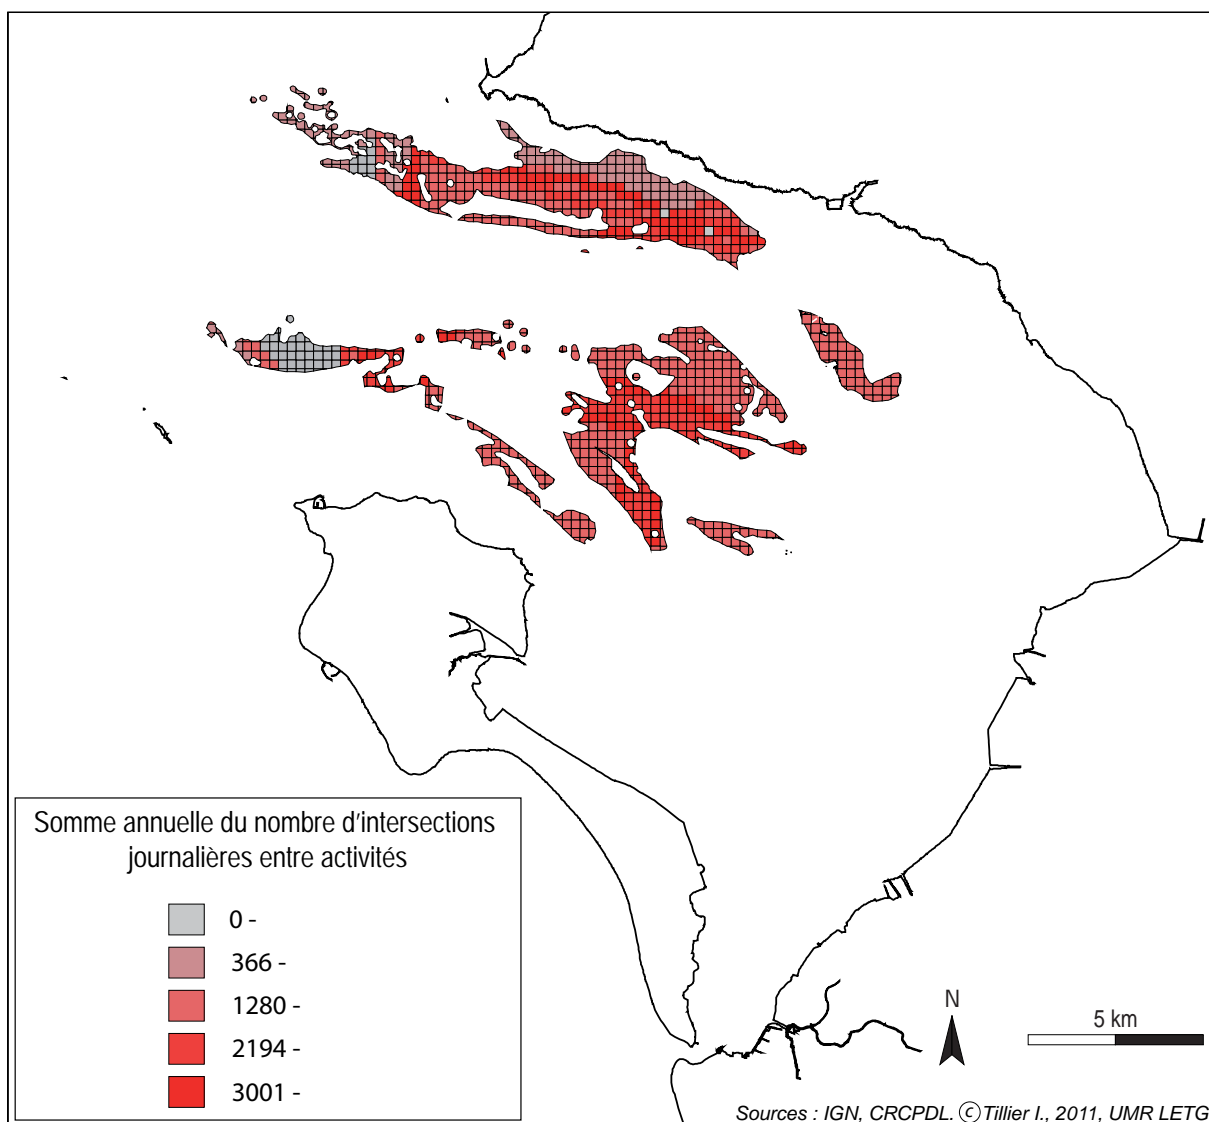 Somme annuelle du nombre d'intersections
journalières entre activités
0 -
366 -
1280 -
2194 -
3001 -
N
5 km
Sources : IGN, CRCPDL. © Tillier I., 2011, UMR LETG